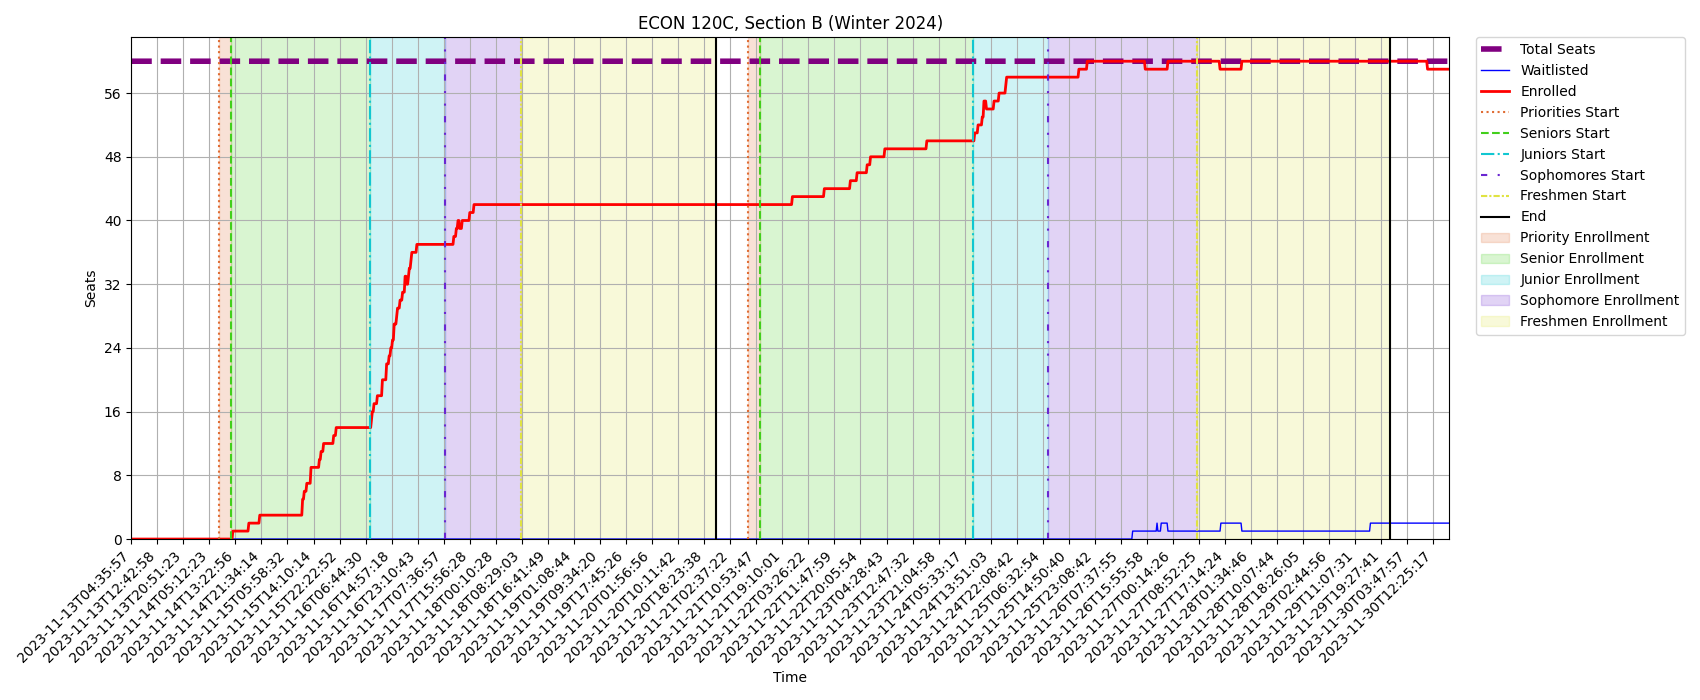 ECON 120C, Section B (Winter 2024)
Total Seats
Waitlisted
Enrolled
Priorities Start
Seniors Start
Juniors Start
Sophomores Start
Freshmen Start
End
Priority Enrollment
Senior Enrollment
Junior Enrollment
Sophomore Enrollment
Freshmen Enrollment
Seats
56
48
40
32
24
16
8
0
2023-11-13T04:35:57
2023-11-13T12:42:58
2023-11-13T20:51:23
2023-11-14T05:12:23
2023-11-14T13:22:56
2023-11-14T21:34:14
2023-11-15T05:58:32
2023-11-15T14:10:14
2023-11-15T22:22:52
2023-11-16T06:44:30
2023-11-16T14:57:18
2023-11-16T23:10:43
2023-11-17T07:36:57
2023-11-17T15:56:28
2023-11-18T00:10:28
2023-11-18T08:29:03
2023-11-18T16:41:49
2023-11-19T01:08:44
2023-11-19T09:34:20
2023-11-19T17:45:26
2023-11-20T01:56:56
2023-11-20T10:11:42
2023-11-20T18:23:38
2023-11-21T02:37:22
2023-11-21T10:53:47
2023-11-21T19:10:01
2023-11-22T03:26:22
2023-11-22T11:47:59
2023-11-22T20:05:54
2023-11-23T04:28:43
2023-11-23T12:47:32
2023-11-23T21:04:58
2023-11-24T05:33:17
2023-11-24T13:51:03
2023-11-24T22:08:42
2023-11-25T06:32:54
2023-11-25T14:50:40
2023-11-25T23:08:42
2023-11-26T07:37:55
2023-11-26T15:55:58
2023-11-27T00:14:26
2023-11-27T08:52:25
2023-11-27T17:14:24
2023-11-28T01:34:46
2023-11-28T10:07:44
2023-11-28T18:26:05
2023-11-29T02:44:56
2023-11-29T11:07:31
2023-11-29T19:27:41
2023-11-30T03:47:57
2023-11-30T12:25:17
Time